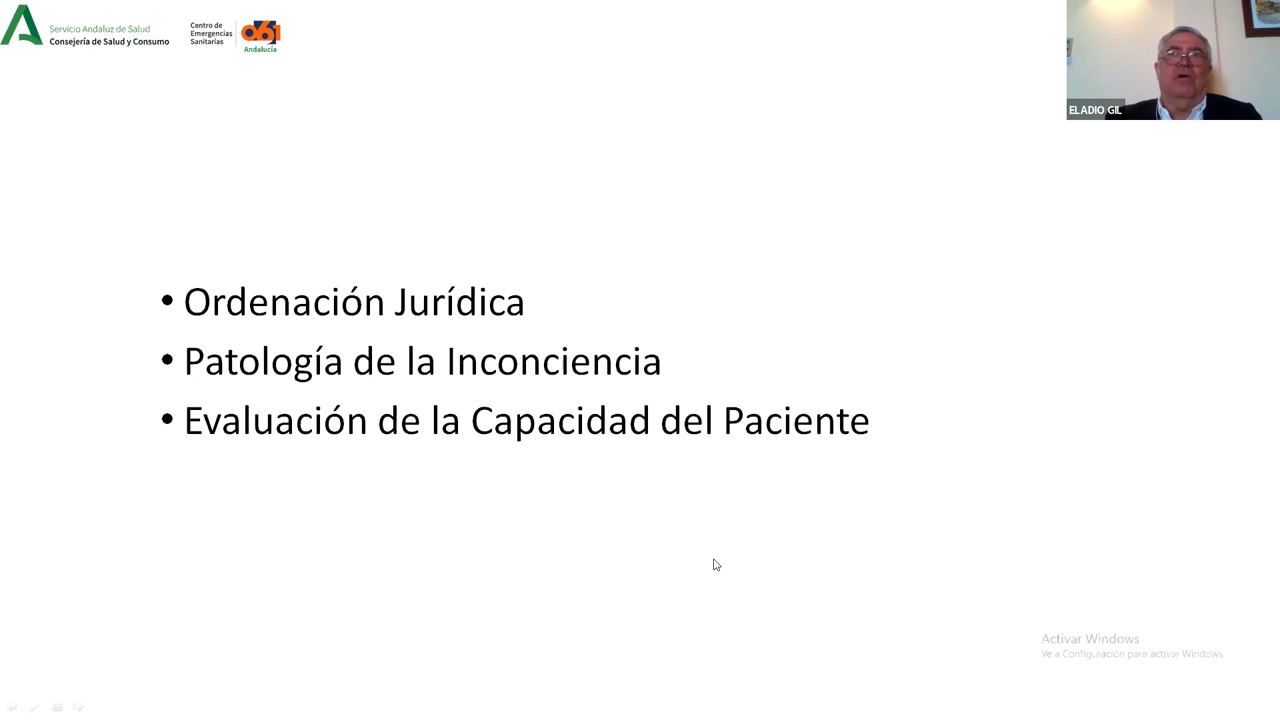 Servicio Andaluz de Salud
Consejería de Salud y Consumo
Centro de
Emergencias
Sanitarias
061
Andalucía
ELADIO GIL
• Ordenación Jurídica
• Patología de la Inconciencia
• Evaluación de la Capacidad del Paciente
Activar Windows
Ve a Configuración para activar Windows.